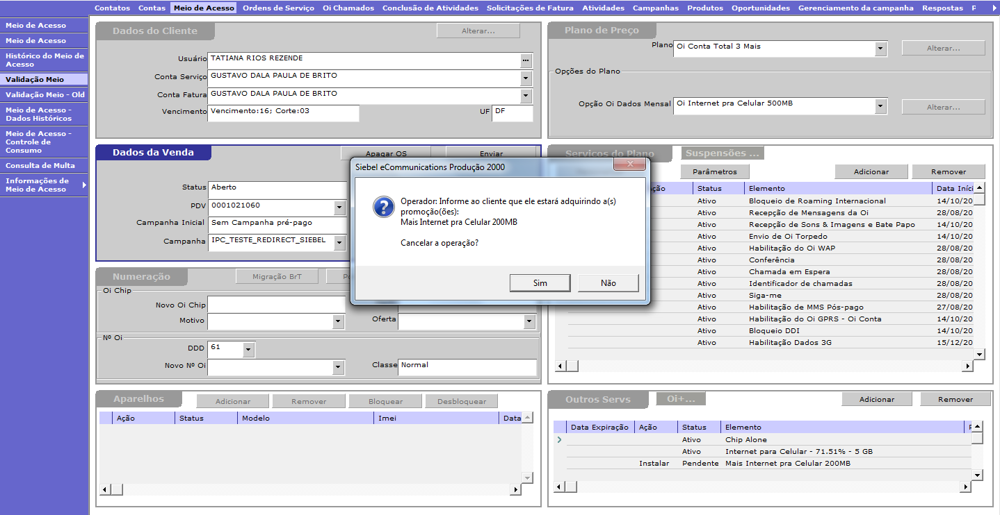 Contatos Contas Meio de Acesso Ordens de Serviço Oi Chamados Conclusão de Atividades Solicitações de Fatura Atividades Campanhas Produtos Oportunidades Gerenciamento da campanha Respostas
Meio de Acesso
Meio de Acesso
Histórico do Meio de
Acesso
Validação Meio
Validação Meio - Old
Meio de Acesso -
Dados Históricos
Meio de Acesso -
Controle de
Consumo
Consulta de Multa
Informações de
Meio de Acesso
Dados do Cliente Alterar...
Usuário TATIANA RIOS REZENDE ...
Conta Serviço GUSTAVO DALA PAULA DE BRITO
Conta Fatura GUSTAVO DALA PAULA DE BRITO
Vencimento Vencimento:16; Corte:03 UF DF
Plano de Preço
Plano Oi Conta Total 3 Mais Alterar...
Opções do Plano
Opção Oi Dados Mensal Oi Internet pra Celular 500MB Alterar...
Dados da Venda Apagar OS Enviar
Status Aberto
PDV 0001021060
Campanha Inicial Sem Campanha pré-pago
Campanha IPC_TESTE_REDIRECT_SIEBEL
Siebel eCommunications Produção 2000
Operador: Informe ao cliente que ele estará adquirindo a(s)
promoção(ões):
Mais Internet pra Celular 200MB
Cancelar a operação?
Sim Não
Serviços do Plano Suspensões ...
Parâmetros Adicionar Remover
ção Status Elemento Data Iníci
Ativo Bloqueio de Roaming Internacional 14/10/20
Ativo Recepção de Mensagens da Oi 28/08/20
Ativo Recepção de Sons & Imagens e Bate Papo 14/10/20
Ativo Envio de Oi Torpedo 14/10/20
Ativo Habilitação do Oi WAP 28/08/20
Ativo Conferência 28/08/20
Ativo Chamada em Espera 28/08/20
Ativo Identificador de chamadas 28/08/20
Ativo Siga-me 28/08/20
Ativo Habilitação de MMS Pós-pago 27/08/20
Ativo Habilitação do Oi GPRS - Oi Conta 14/10/20
Ativo Bloqueio DDI 14/10/20
Ativo Habilitação Dados 3G 15/12/20
Numeração Migração BrT
Oi Chip
Novo Oi Chip
Motivo Oferta
Nº Oi
DDD 61
Novo Nº Oi Classe Normal
Aparelhos Adicionar Remover Bloquear Desbloquear
Ação Status Modelo Imei Data
Outros Servs Oi+... Adicionar Remover
Data Expiração Ação Status Elemento
Ativo Chip Alone
Ativo Internet para Celular - 71.51% - 5 GB
Instalar Pendente Mais Internet pra Celular 200MB